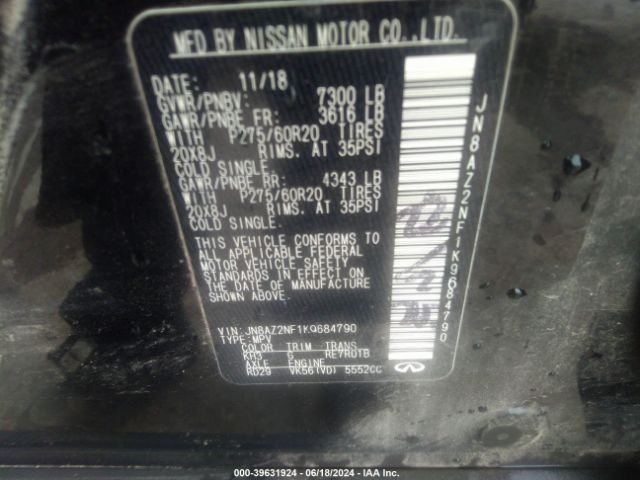 MFD BY NISSAN MOTOR CO.,LTD.
DATE: 11/18
GVWR/PNBV: 7300 LB
GAWR/PNBE FR: 3616 LB
WITH P275/60R20 TIRES
20X8J RIMS. AT 35PSI
COLD SINGLE
GAWR/PNBE RR: 4343 LB
WITH P275/60R20 TIRES
20X8J RIMS. AT 35PSI
COLD SINGLE.
THIS VEHICLE CONFORMS TO
ALL APPLICABLE FEDERAL
MOTOR VEHICLE SAFETY
STANDARDS IN EFFECT ON
THE DATE OF MANUFACTURE
SHOWN ABOVE.
VIN: JN8AZ2NF1K9684790
TYPE: MPV
COLOR TRIM TRANS
KH3 G RE7R01B
AXLE ENGINE
RD29 VK56(VD) 5552CC
JN8AZ2NF1K9684790
INFINITI
000-39631924 | 06/18/2024 | IAA Inc.